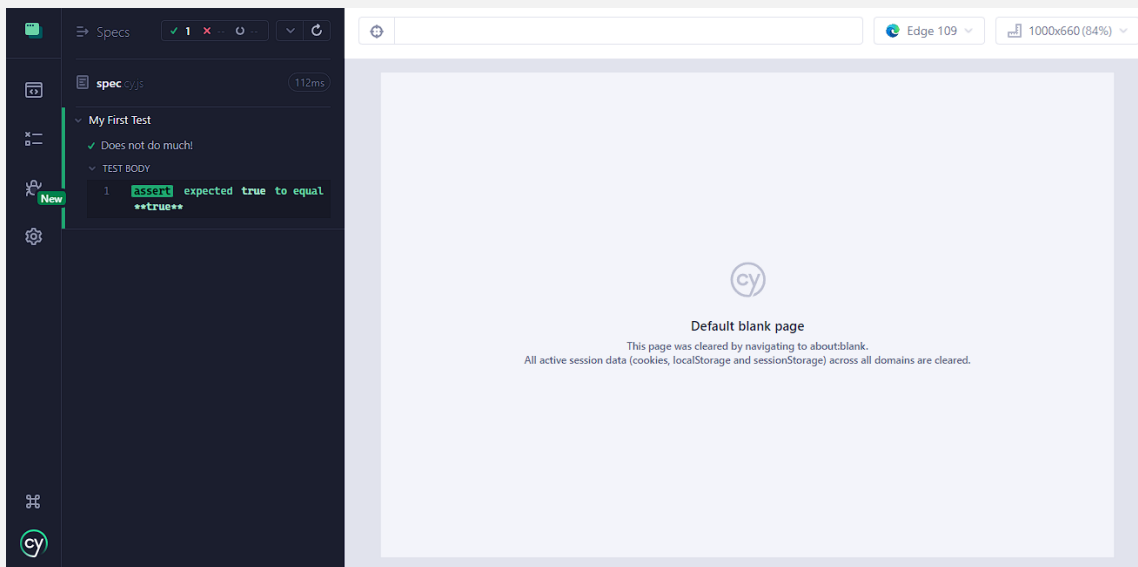 Specs
1
--
--
Edge 109
1000x660 (84%)
spec.cy.js
112ms
My First Test
Does not do much!
TEST BODY
1 assert expected true to equal
**true**
New
cy
Default blank page
This page was cleared by navigating to about:blank.
All active session data (cookies, localStorage and sessionStorage) across all domains are cleared.
cy